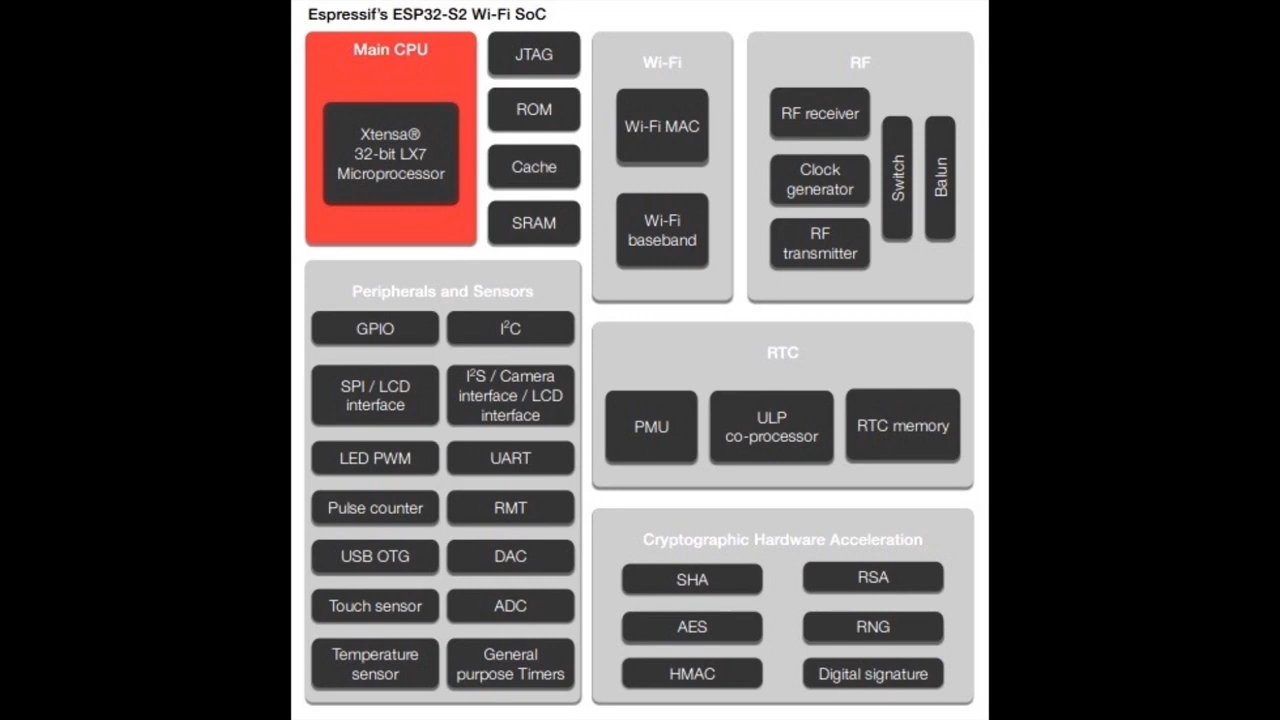 Espressif's ESP32-S2 Wi-Fi SoC
Main CPU
Xtensa®
32-bit LX7
Microprocessor
JTAG
ROM
Cache
SRAM
Wi-Fi
Wi-Fi MAC
Wi-Fi
baseband
RF
RF receiver
Clock
generator
RF
transmitter
Switch
Balun
Peripherals and Sensors
GPIO
I²C
SPI / LCD
interface
I²S / Camera
interface / LCD
interface
LED PWM
UART
Pulse counter
RMT
USB OTG
DAC
Touch sensor
ADC
Temperature
sensor
General
purpose Timers
RTC
PMU
ULP
co-processor
RTC memory
Cryptographic Hardware Acceleration
SHA
RSA
AES
RNG
HMAC
Digital signature